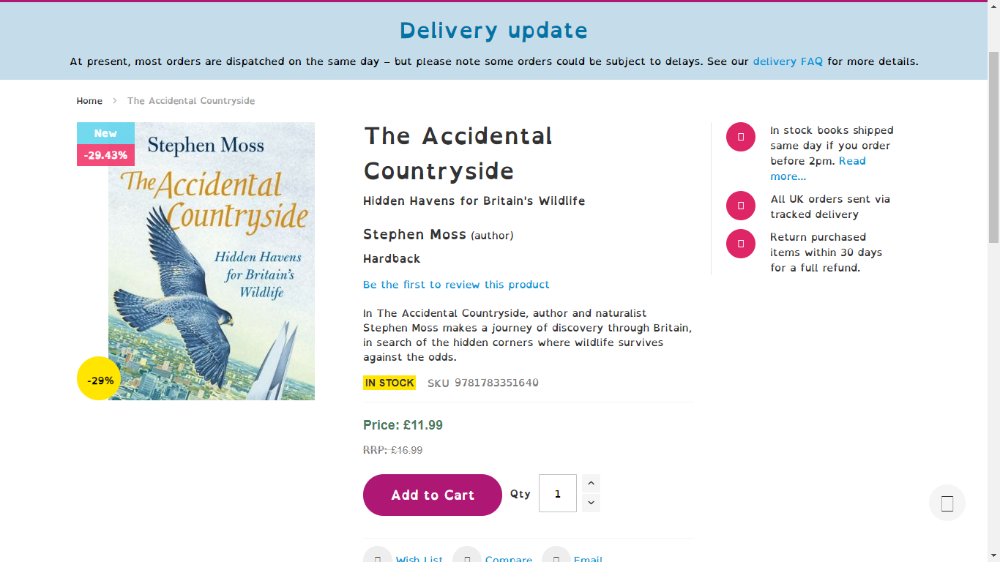 Delivery update
At present, most orders are dispatched on the same day – but please note some orders could be subject to delays. See our delivery FAQ for more details.
Home > The Accidental Countryside
New
-29.43%
Stephen Moss
The Accidental
Countryside
Hidden Havens
for Britain's
Wildlife
-29%
The Accidental
Countryside
Hidden Havens for Britain's Wildlife
Stephen Moss (author)
Hardback
Be the first to review this product
In The Accidental Countryside, author and naturalist
Stephen Moss makes a journey of discovery through Britain,
in search of the hidden corners where wildlife survives
against the odds.
IN STOCK SKU 9781783351640
Price: £11.99
RRP: £16.99
Add to Cart Qty 1
Wish List Compare Email
In stock books shipped
same day if you order
before 2pm. Read
more...
All UK orders sent via
tracked delivery
Return purchased
items within 30 days
for a full refund.